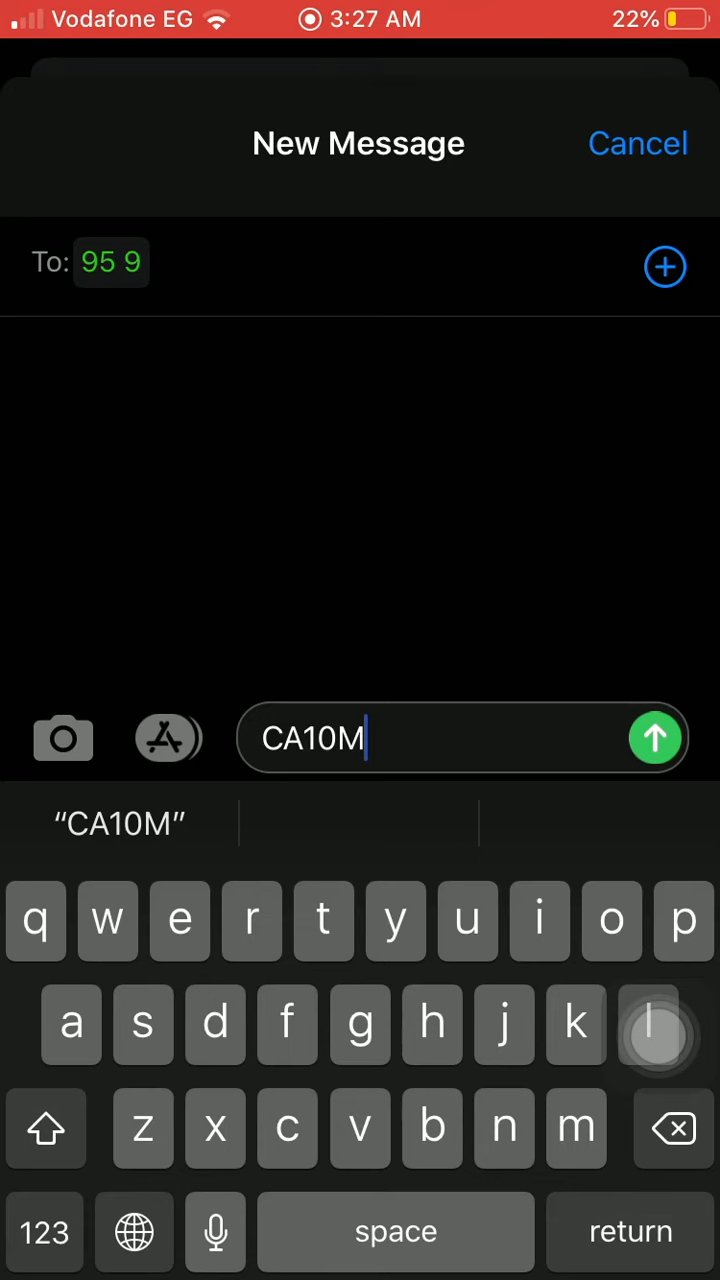 Vodafone EG 3:27 AM 22%
New Message Cancel
To: 95 9
CA10M
“CA10M”
q w e r t y u i o p
a s d f g h j k l
z x c v b n m
123 space return